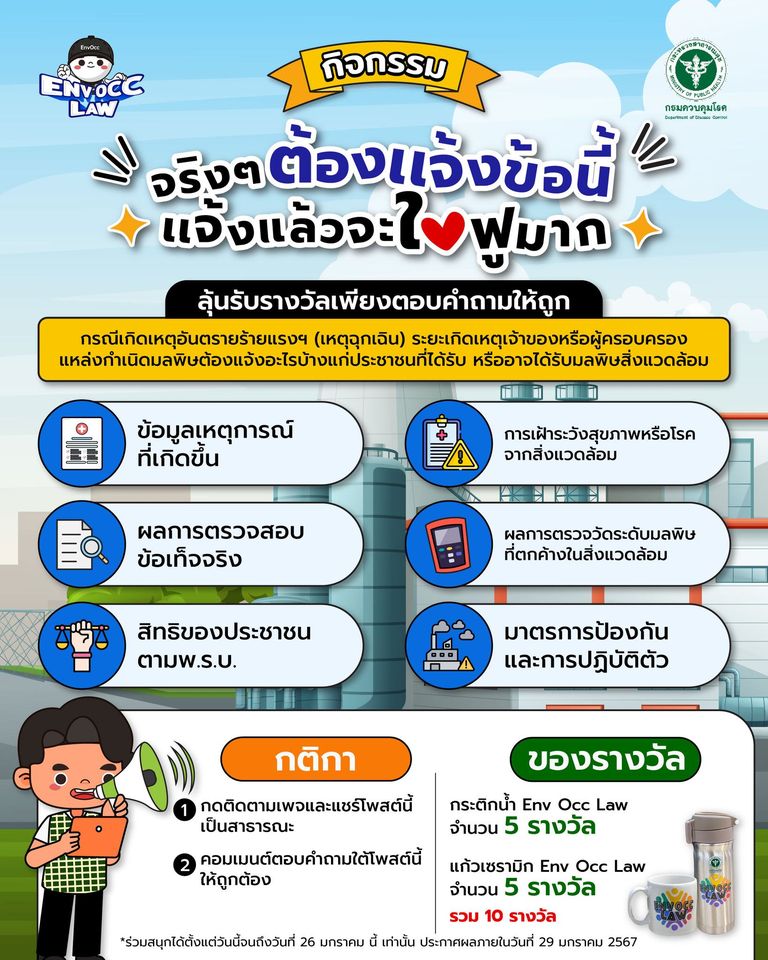 EnvOcc
ENVOCC
LAW
กิจกรรม
กระทรวงสาธารณสุข
MINISTRY OF PUBLIC HEALTH
กรมควบคุมโรค
Department of Disease Control
จริงๆ ต้องแจ้งข้อนี้
แจ้งแล้วจะใ ฟูมาก
ลุ้นรับรางวัลเพียงตอบคำถามให้ถูก
กรณีเกิดเหตุอันตรายร้ายแรงฯ (เหตุฉุกเฉิน) ระยะเกิดเหตุเจ้าของหรือผู้ครอบครอง
แหล่งกำเนิดมลพิษต้องแจ้งอะไรบ้างแก่ประชาชนที่ได้รับ หรืออาจได้รับมลพิษสิ่งแวดล้อม
ข้อมูลเหตุการณ์
ที่เกิดขึ้น
การเฝ้าระวังสุขภาพหรือโรค
จากสิ่งแวดล้อม
ผลการตรวจสอบ
ข้อเท็จจริง
ผลการตรวจวัดระดับมลพิษ
ที่ตกค้างในสิ่งแวดล้อม
สิทธิของประชาชน
ตามพ.ร.บ.
มาตรการป้องกัน
และการปฏิบัติตัว
กติกา
1 กดติดตามเพจและแชร์โพสต์นี้
เป็นสาธารณะ
2 คอมเมนต์ตอบคำถามใต้โพสต์นี้
ให้ถูกต้อง
ของรางวัล
กระติกน้ำ Env Occ Law
จำนวน 5 รางวัล
แก้วเซรามิก Env Occ Law
จำนวน 5 รางวัล
รวม 10 รางวัล
ENVOCC
LAW
ENVOCC
LAW
*ร่วมสนุกได้ตั้งแต่วันนี้จนถึงวันที่ 26 มกราคม นี้ เท่านั้น ประกาศผลภายในวันที่ 29 มกราคม 2567